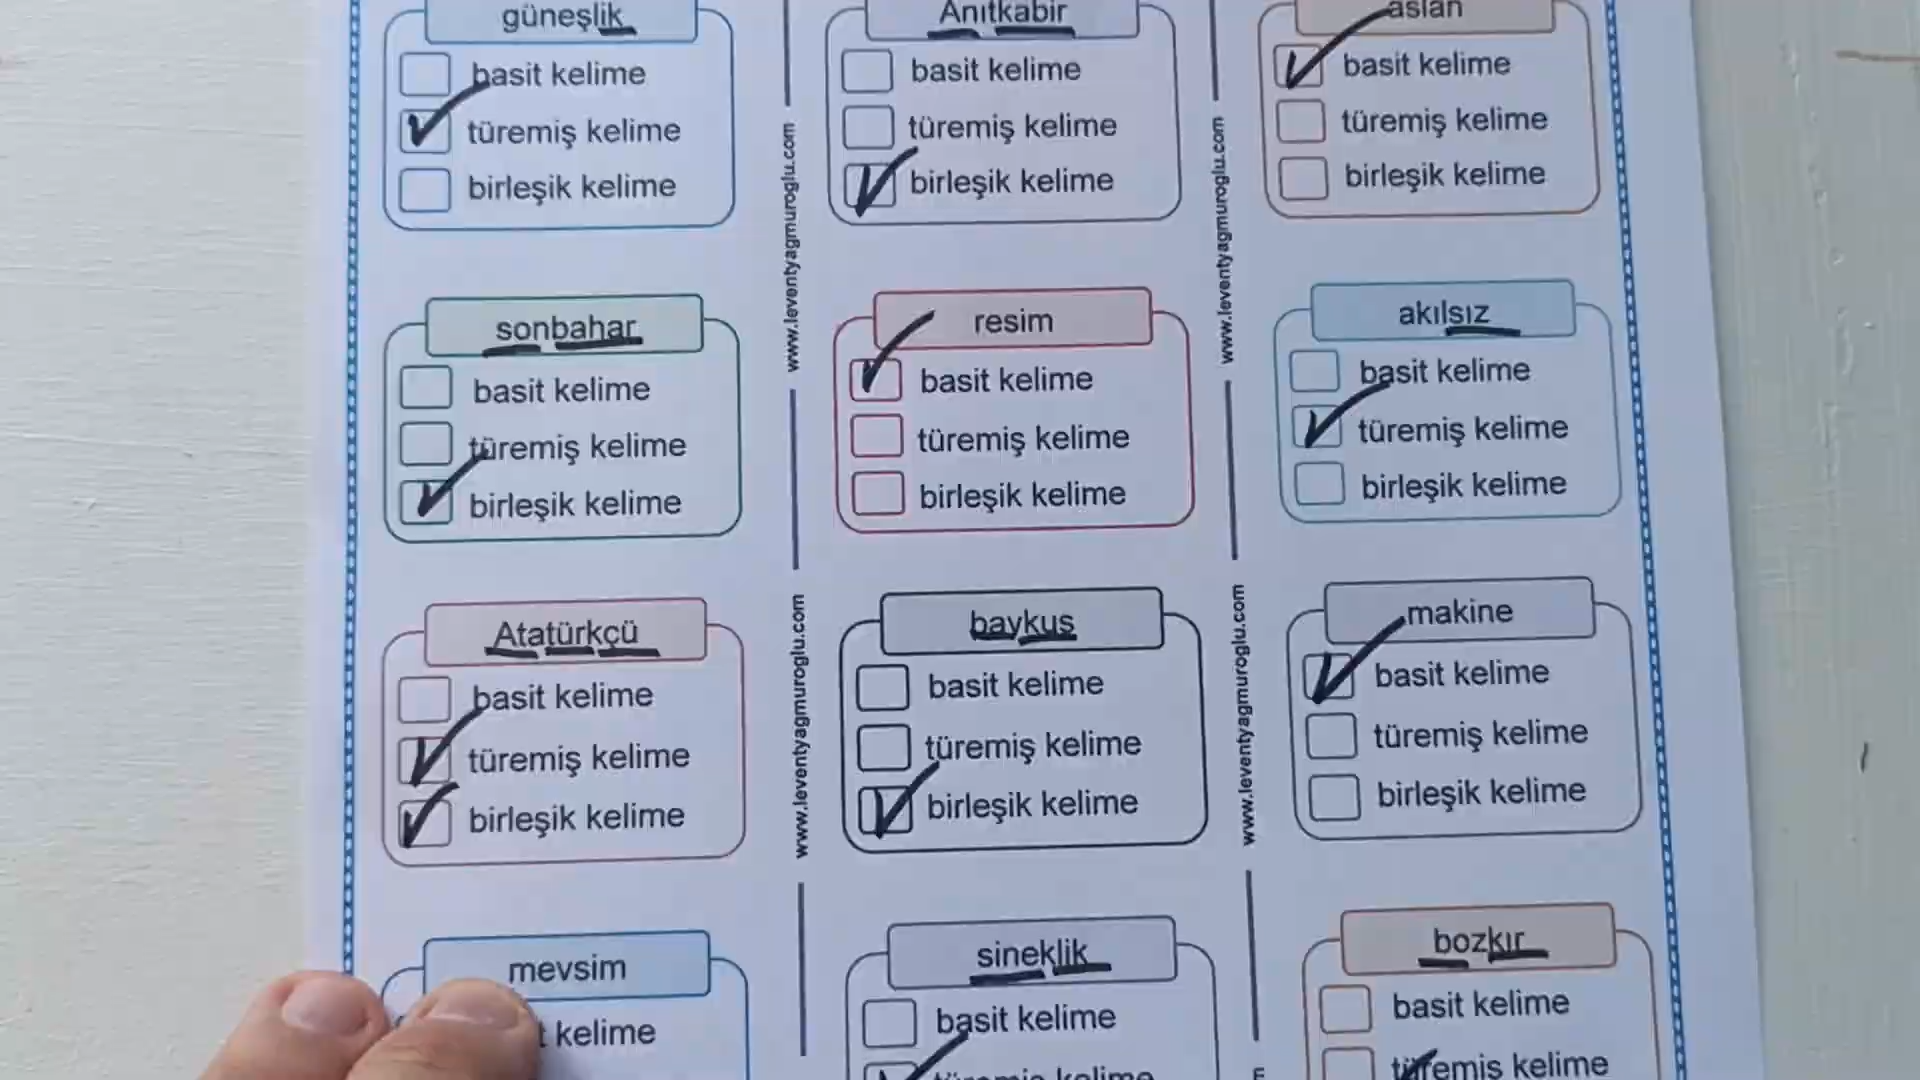 güneşlik
basit kelime
türemiş kelime
birleşik kelime
Anıtkabir
basit kelime
türemiş kelime
birleşik kelime
aslan
basit kelime
türemiş kelime
birleşik kelime
www.leventyagmuroglu.com
www.leventyagmuroglu.com
sonbahar
basit kelime
türemiş kelime
birleşik kelime
resim
basit kelime
türemiş kelime
birleşik kelime
akılsız
basit kelime
türemiş kelime
birleşik kelime
Atatürkçü
basit kelime
türemiş kelime
birleşik kelime
baykuş
basit kelime
türemiş kelime
birleşik kelime
makine
basit kelime
türemiş kelime
birleşik kelime
www.leventyagmuroglu.com
www.leventyagmuroglu.com
mevsim
kelime
sineklik
basit kelime
türemiş kelime
bozkır
basit kelime
türemiş kelime